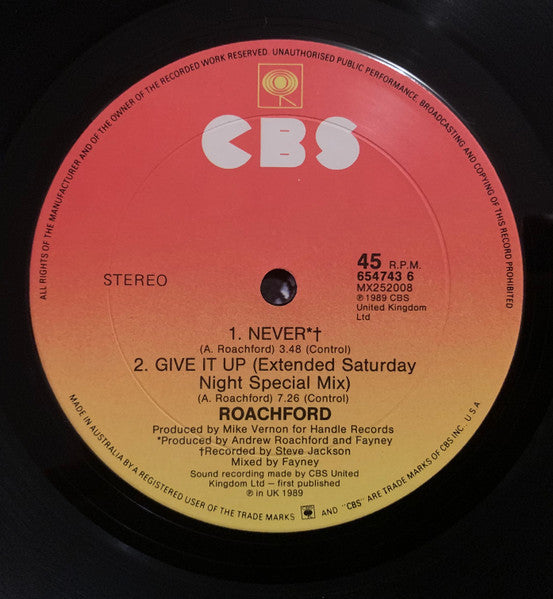 ALL RIGHTS OF THE MANUFACTURER AND OF THE OWNER OF THE RECORDED WORK RESERVED. UNAUTHORISED PUBLIC PERFORMANCE, BROADCASTING AND COPYING OF THIS RECORD PROHIBITED
CBS
STEREO
45 R.P.M.
654743 6
MX252008
℗ 1989 CBS
United Kingdom
Ltd
1. NEVER*†
(A. Roachford) 3.48 (Control)
2. GIVE IT UP (Extended Saturday
Night Special Mix)
(A. Roachford) 7.26 (Control)
ROACHFORD
Produced by Mike Vernon for Handle Records
*Produced by Andrew Roachford and Fayney
†Recorded by Steve Jackson
Mixed by Fayney
Sound recording made by CBS United
Kingdom Ltd – first published
℗ in UK 1989
MADE IN AUSTRALIA BY A REGISTERED USER OF THE TRADE MARKS AND "CBS" ARE TRADE MARKS OF CBS INC. U.S.A